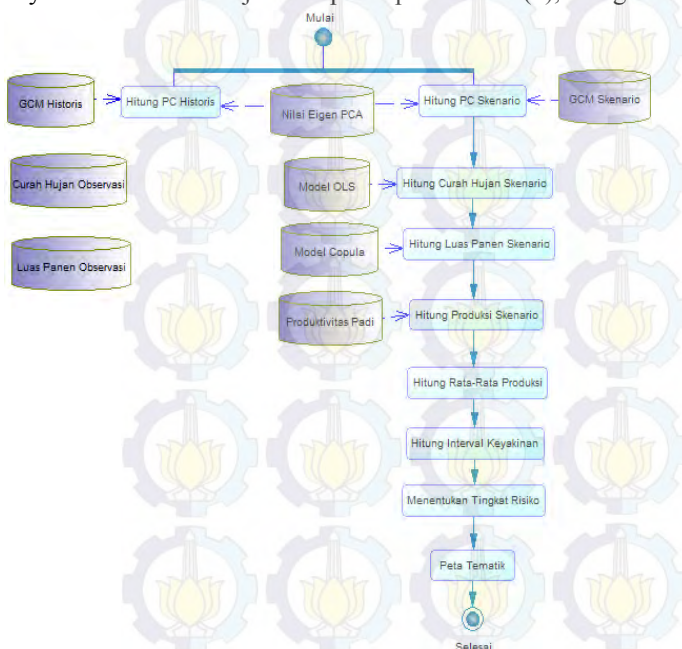 Mulai
GCM Historis
Hitung PC Historis
Nilai Eigen PCA
Hitung PC Skenario
GCM Skenario
Curah Hujan Observasi
Model OLS
Hitung Curah Hujan Skenario
Luas Panen Observasi
Model Copula
Hitung Luas Panen Skenario
Produktivitas Padi
Hitung Produksi Skenario
Hitung Rata-Rata Produksi
Hitung Interval Keyakinan
Menentukan Tingkat Risiko
Peta Tematik
Selesai